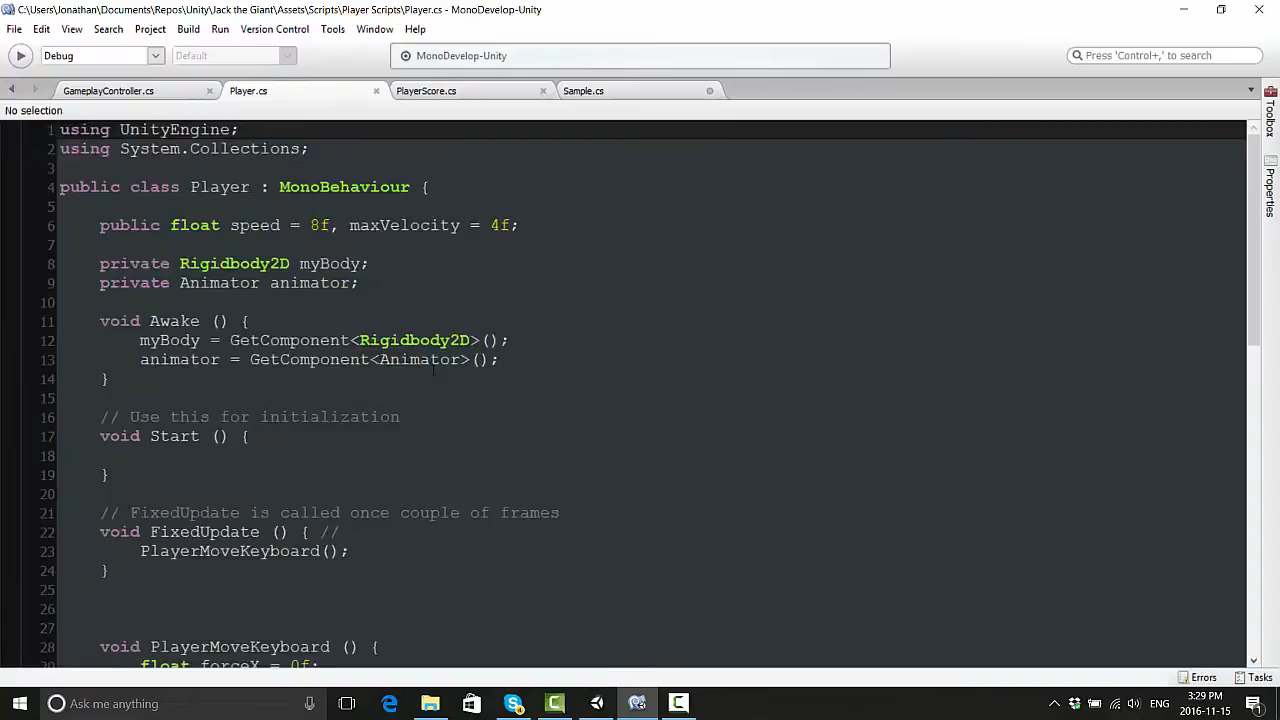 C:\Users\Jonathan\Documents\Repos\Unity\Jack the Giant\Assets\Scripts\Player Scripts\Player.cs - MonoDevelop-Unity
File Edit View Search Project Build Run Version Control Tools Window Help
Debug Default MonoDevelop-Unity Press 'Control+,' to search
GameplayController.cs Player.cs PlayerScore.cs Sample.cs
No selection
Toolbox
Properties
1 using UnityEngine;
2 using System.Collections;
3
4 public class Player : MonoBehaviour {
5
6 public float speed = 8f, maxVelocity = 4f;
7
8 private Rigidbody2D myBody;
9 private Animator animator;
10
11 void Awake () {
12 myBody = GetComponent<Rigidbody2D>();
13 animator = GetComponent<Animator>();
14 }
15
16 // Use this for initialization
17 void Start () {
18
19 }
20
21 // FixedUpdate is called once couple of frames
22 void FixedUpdate () { //
23 PlayerMoveKeyboard();
24 }
25
26
27
28 void PlayerMoveKeyboard () {
29 float forceX = 0f;
Errors Tasks
Ask me anything
ENG 3:29 PM
2016-11-15